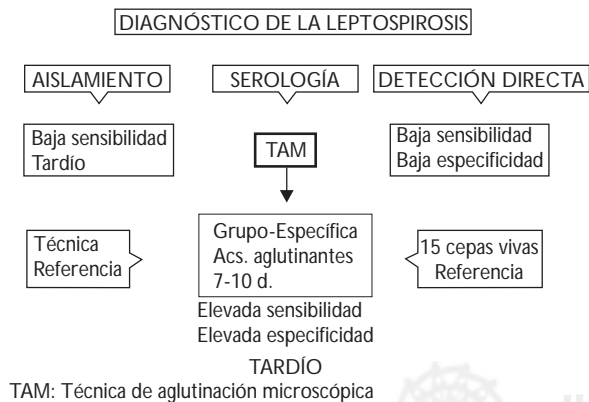 DIAGNÓSTICO DE LA LEPTOSPIROSIS
AISLAMIENTO
SEROLOGÍA
DETECCIÓN DIRECTA
Baja sensibilidad
Tardío
TAM
Baja sensibilidad
Baja especificidad
Técnica
Referencia
Grupo-Específica
Acs. aglutinantes
7-10 d.
15 cepas vivas
Referencia
Elevada sensibilidad
Elevada especificidad
TARDÍO
TAM: Técnica de aglutinación microscópica